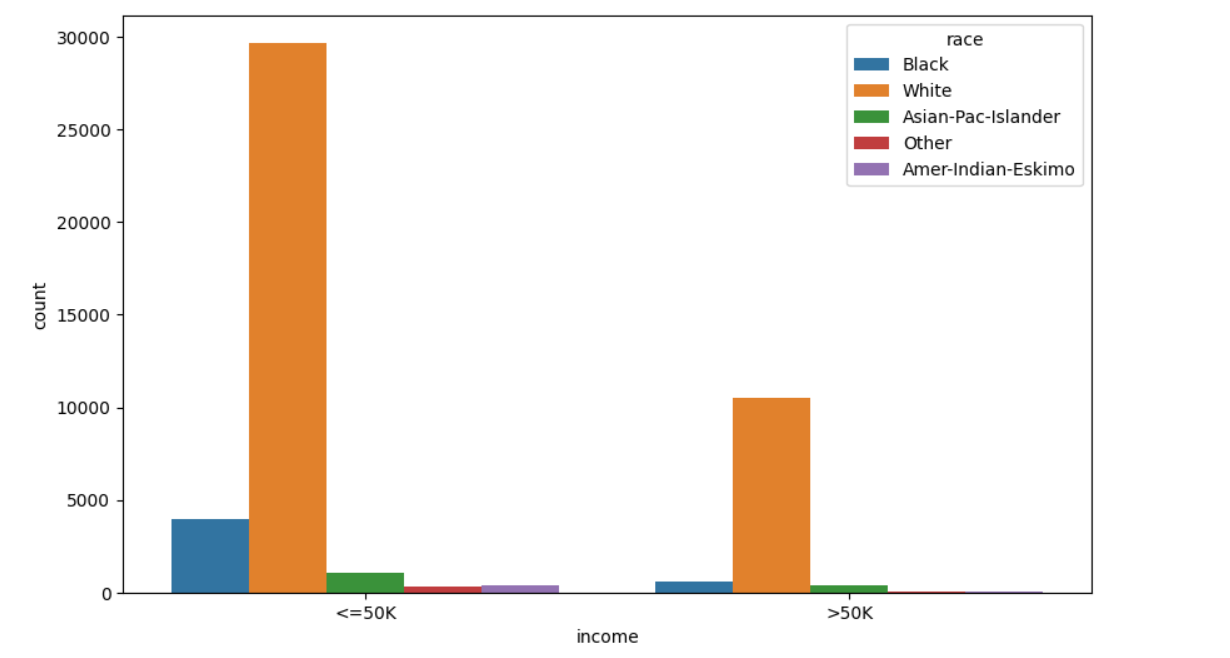 30000
25000
20000
15000
10000
5000
0
count
<=50K
>50K
income
race
Black
White
Asian-Pac-Islander
Other
Amer-Indian-Eskimo